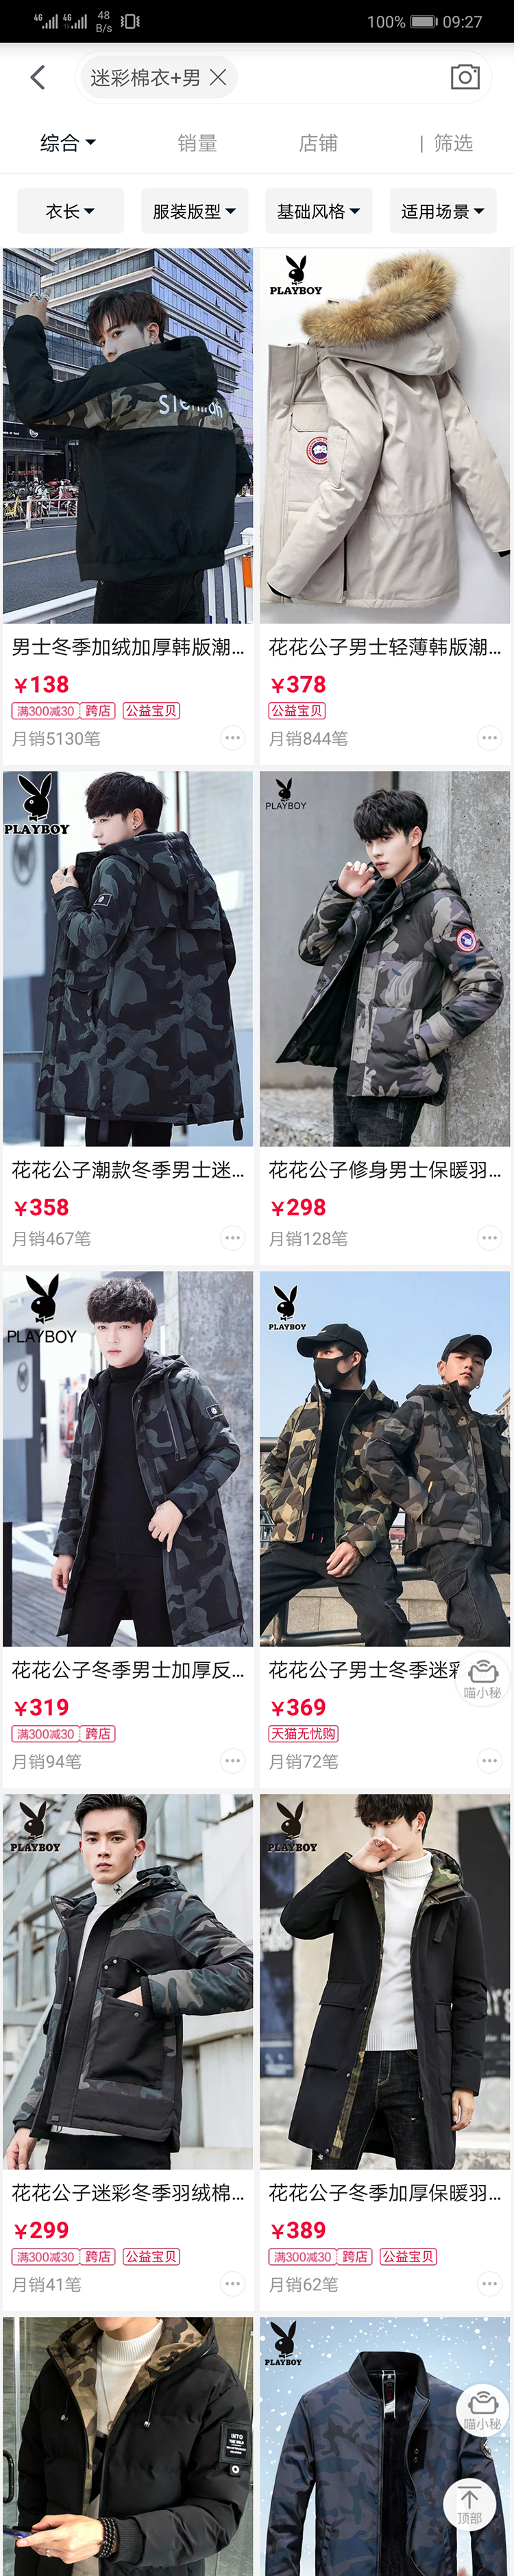 4G 4G 48 B/s 100% 09:27
迷彩棉衣+男
综合 销量 店铺 筛选
衣长 服装版型 基础风格 适用场景
PLAYBOY
男士冬季加绒加厚韩版潮...
¥138
满300减30 跨店 公益宝贝
月销5130笔
花花公子男士轻薄韩版潮...
¥378
公益宝贝
月销844笔
PLAYBOY
花花公子潮款冬季男士迷...
¥358
月销467笔
PLAYBOY
花花公子修身男士保暖羽...
¥298
月销128笔
PLAYBOY
花花公子冬季男士加厚反...
¥319
满300减30 跨店
月销94笔
PLAYBOY
花花公子男士冬季迷彩
喵小秘
¥369
天猫无忧购
月销72笔
PLAYBOY
花花公子迷彩冬季羽绒棉...
¥299
满300减30 跨店 公益宝贝
月销41笔
PLAYBOY
花花公子冬季加厚保暖羽...
¥389
满300减30 跨店 公益宝贝
月销62笔
INTO
THE WILD
PLAYBOY
喵小秘
顶部